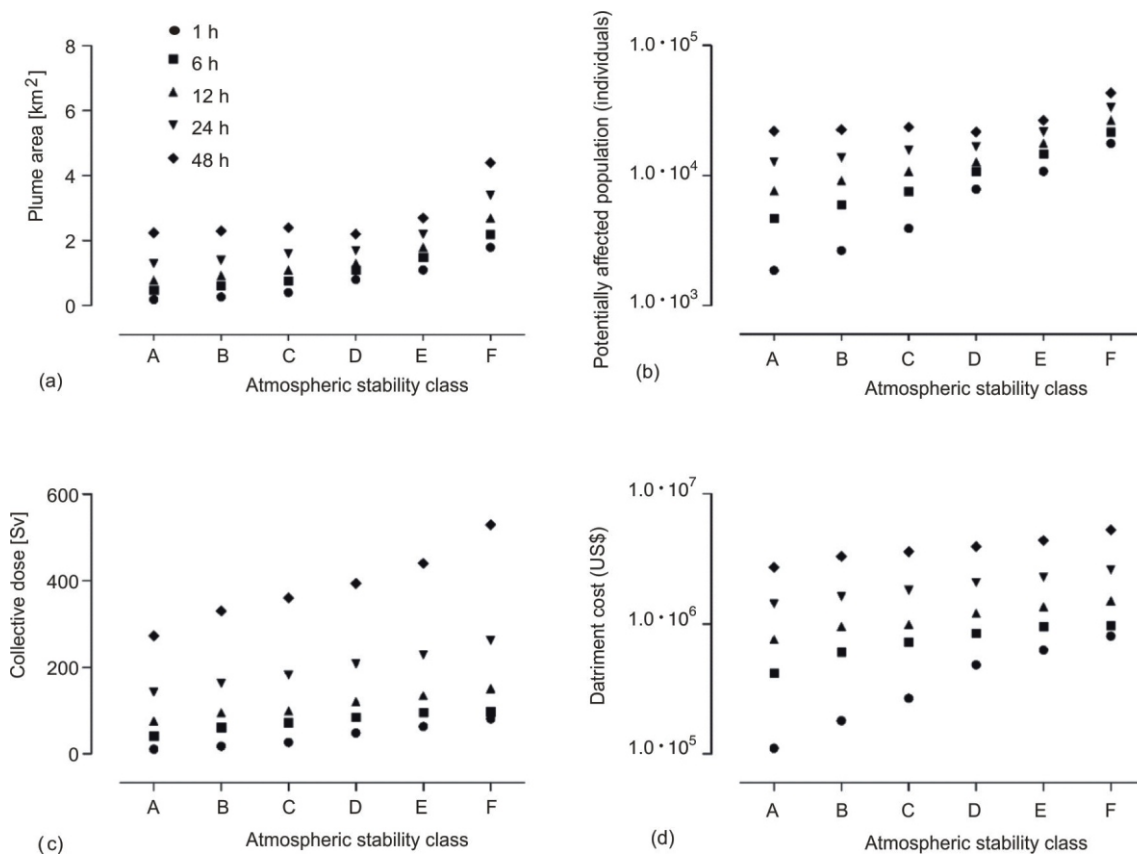 1 h
6 h
12 h
24 h
48 h
8
6
4
2
0
Plume area [km²]
A B C D E F
(a)
Atmospheric stability class
1.0 • 10⁵
1.0 • 10⁴
1.0 • 10³
Potentially affected population (individuals)
A B C D E F
(b)
Atmospheric stability class
600
400
200
0
Collective dose [Sv]
A B C D E F
(c)
Atmospheric stability class
1.0 • 10⁷
1.0 • 10⁶
1.0 • 10⁵
Datriment cost (US$)
A B C D E F
(d)
Atmospheric stability class